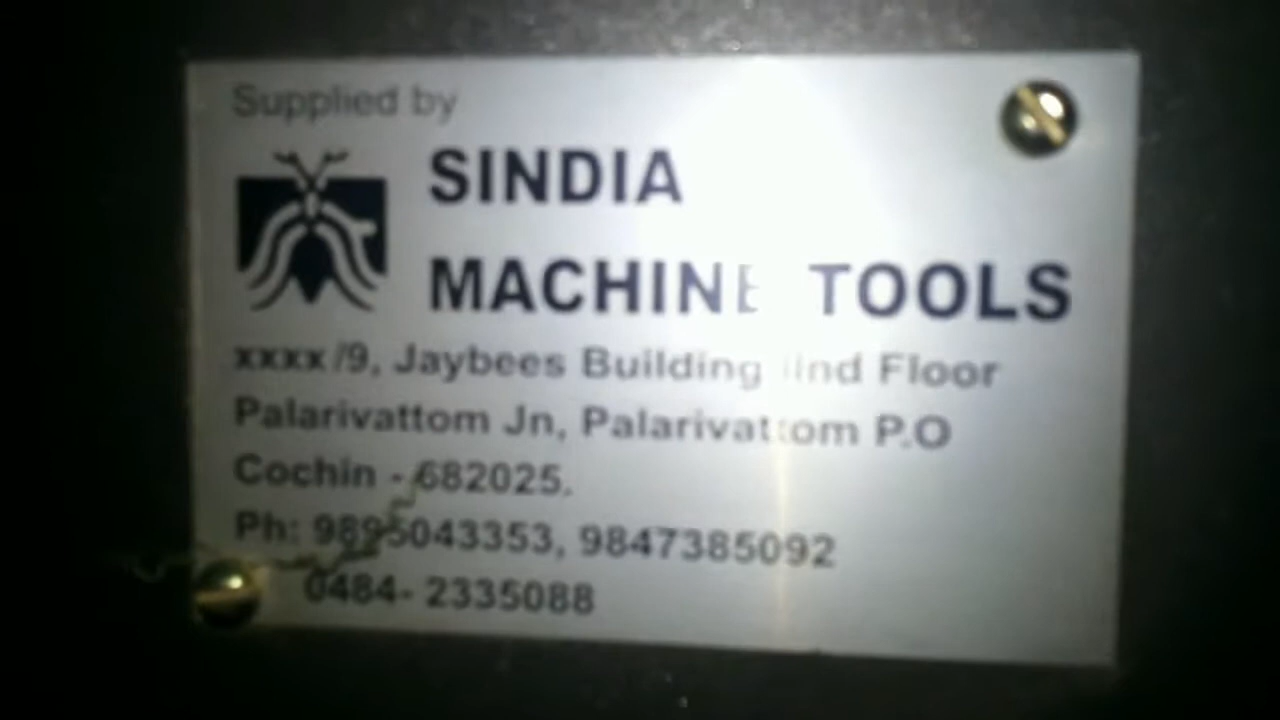 Supplied by
SINDIA
MACHINE TOOLS
xxxx/9, Jaybees Building IInd Floor
Palarivattom Jn, Palarivattom P.O
Cochin - 682025.
Ph: 9895043353, 9847385092
0484- 2335088